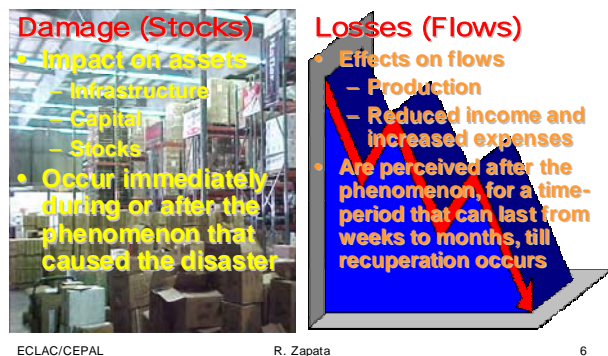 Damage (Stocks)
• Impact on assets
– Infrastructure
– Capital
– Stocks
• Occur immediately
during or after the
phenomenon that
caused the disaster
Losses (Flows)
• Effects on flows
– Production
– Reduced income and
increased expenses
• Are perceived after the
phenomenon, for a time-
period that can last from
weeks to months, till
recuperation occurs
ECLAC/CEPAL
R. Zapata
6